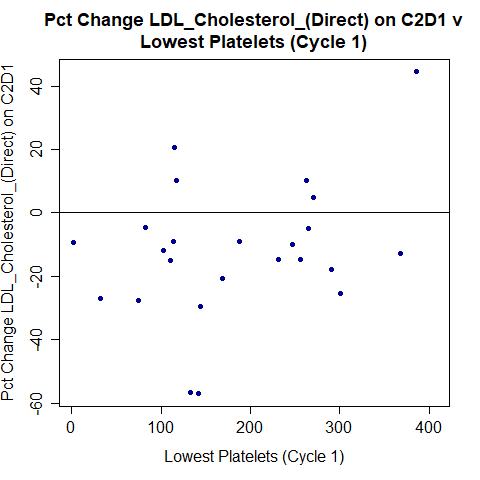 Pct Change LDL_Cholesterol_(Direct) on C2D1 v
Lowest Platelets (Cycle 1)
Pct Change LDL_Cholesterol_(Direct) on C2D1
40
20
0
-20
-40
-60
0
100
200
300
400
Lowest Platelets (Cycle 1)